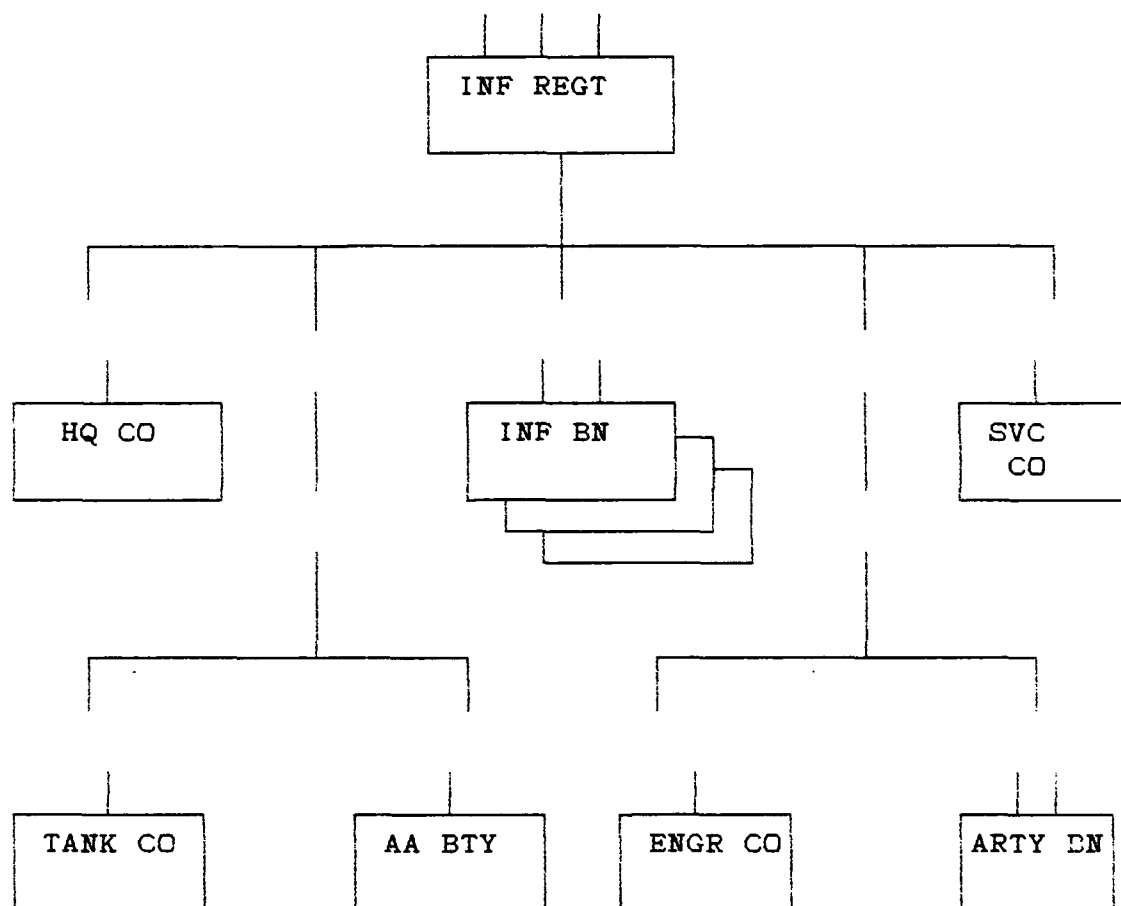 INF REGT
HQ CO
INF BN
SVC
CO
TANK CO
AA BTY
ENGR CO
ARTY BN